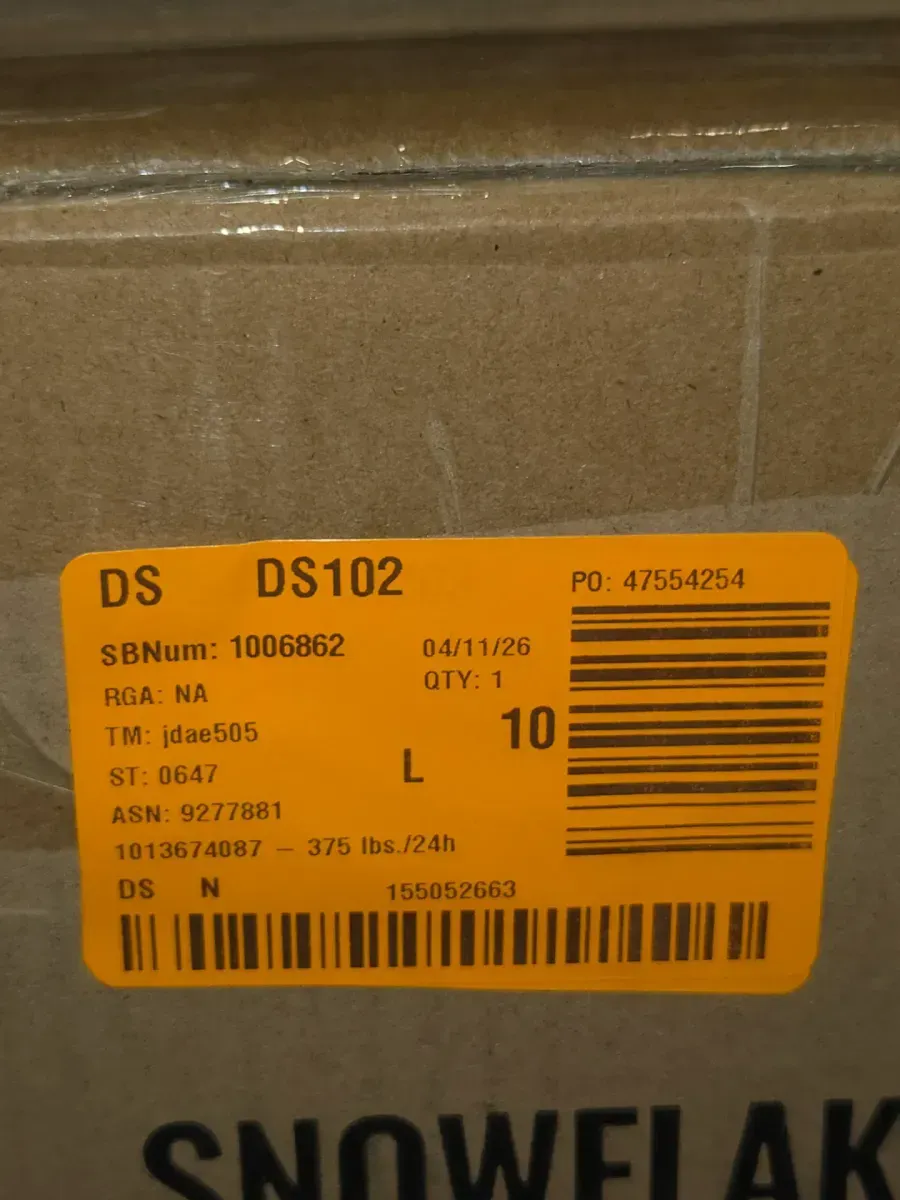 DS DS102 PO: 47554254
SBNum: 1006862 04/11/26
RGA: NA QTY: 1
TM: jdae505 10
ST: 0647 L
ASN: 9277881
1013674087 – 375 lbs./24h
DS N 155052663
SNOWFLAK